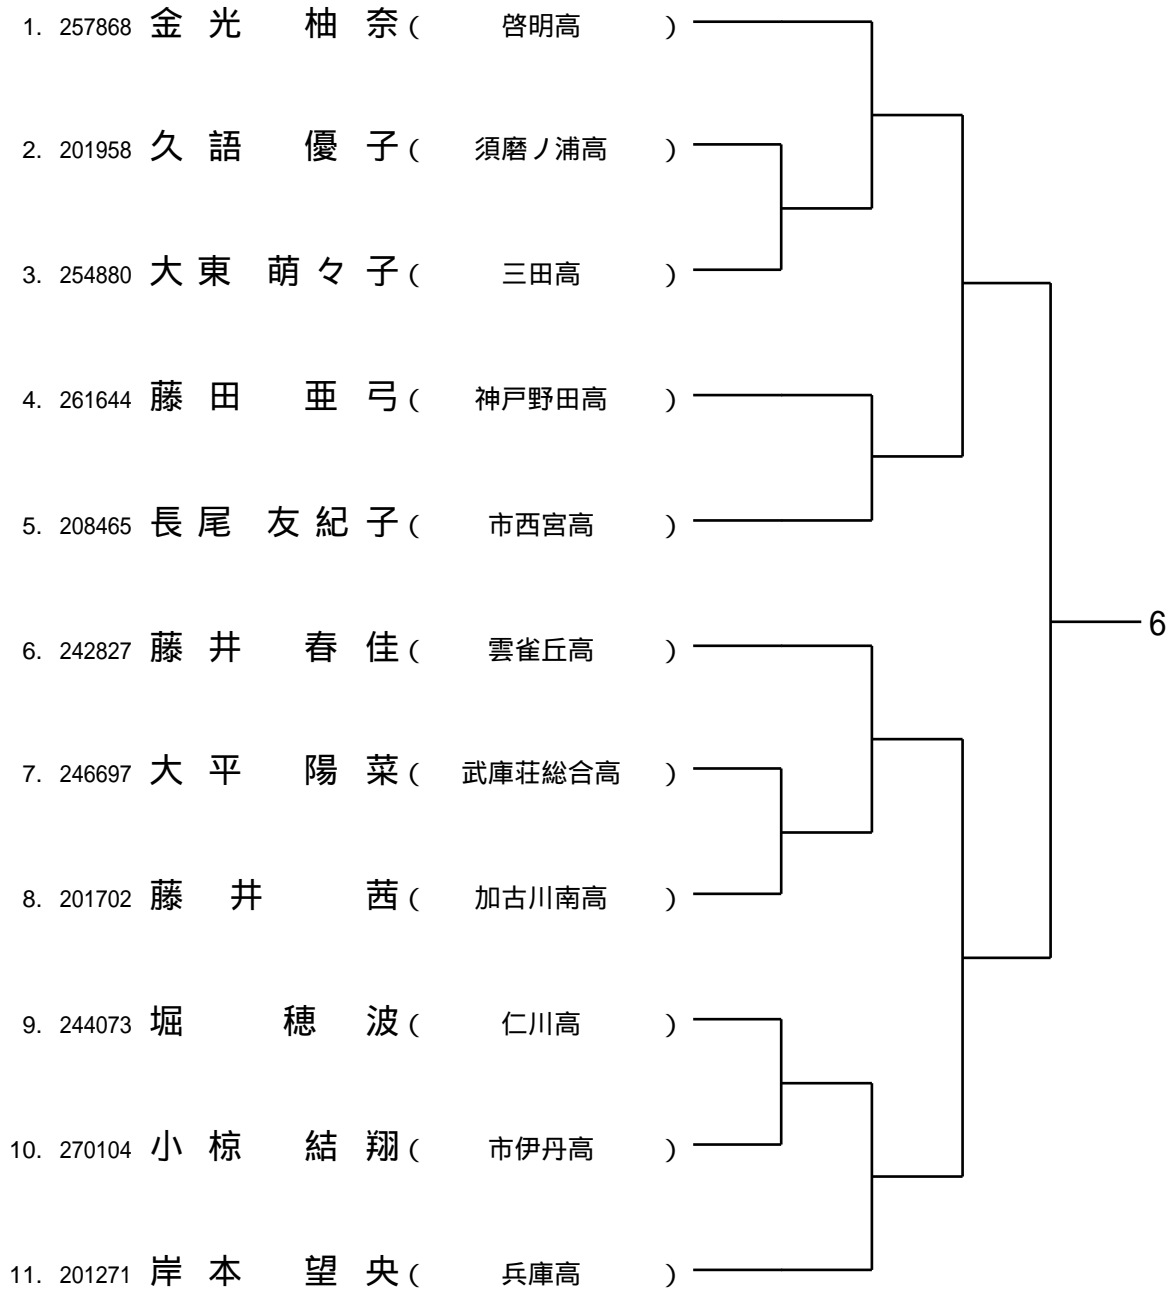 1. 257868 金光 柚奈 ( 啓明高 )
2. 201958 久語 優子 ( 須磨ノ浦高 )
3. 254880 大東 萌々子 ( 三田高 )
4. 261644 藤田 亜弓 ( 神戸野田高 )
5. 208465 長尾 友紀子 ( 市西宮高 )
6
6. 242827 藤井 春佳 ( 雲雀丘高 )
7. 246697 大平 陽菜 ( 武庫荘総合高 )
8. 201702 藤井 茜 ( 加古川南高 )
9. 244073 堀 穂波 ( 仁川高 )
10. 270104 小椋 結翔 ( 市伊丹高 )
11. 201271 岸本 望央 ( 兵庫高 )